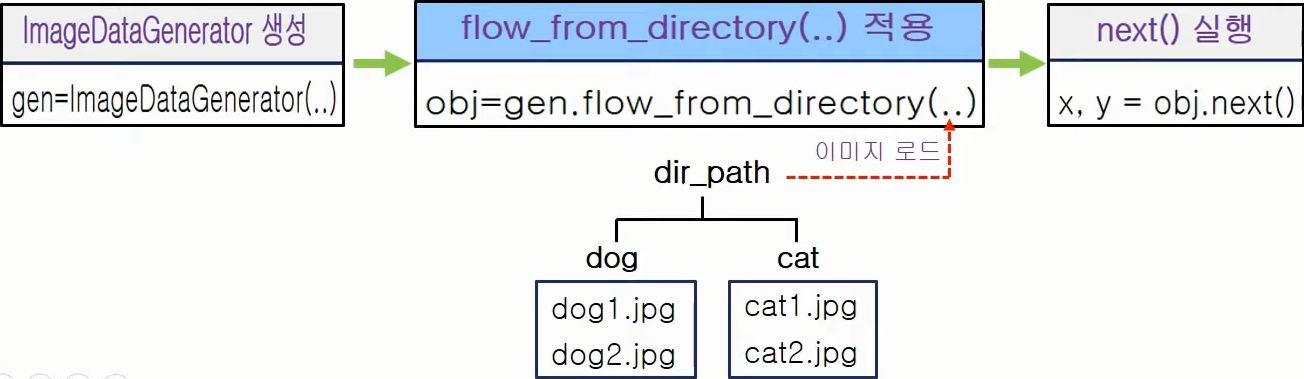 ImageDataGenerator 생성
gen=ImageDataGenerator(..)
flow_from_directory(..) 적용
obj=gen.flow_from_directory(..)
next() 실행
x, y = obj.next()
이미지 로드
dir_path
dog
cat
dog1.jpg
dog2.jpg
cat1.jpg
cat2.jpg